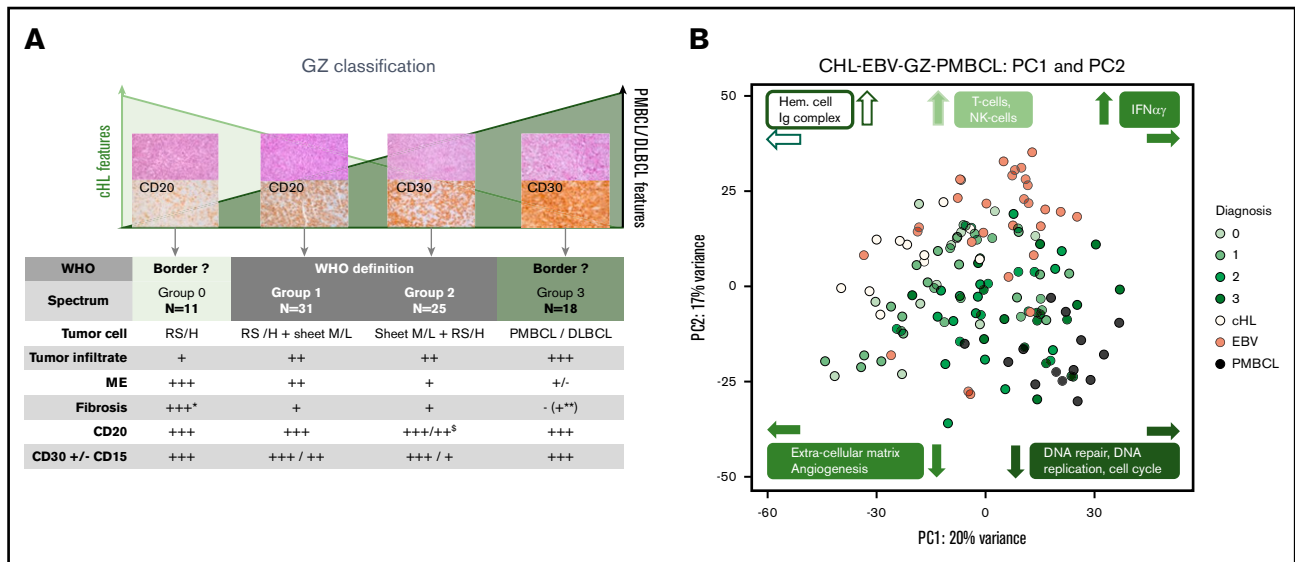 A
GZ classification
cHL features
PMBCL/DLBCL features
CD20
CD20
CD30
CD30
WHO Border ? WHO definition Border ?
Spectrum Group 0 Group 1 Group 2 Group 3
N=11 N=31 N=25 N=18
Tumor cell RS/H RS /H + sheet M/L Sheet M/L + RS/H PMBCL / DLBCL
Tumor infiltrate + ++ ++ +++
ME +++ ++ + +/-
Fibrosis +++* + + - (+**)
CD20 +++ +++ +++/++$ +++
CD30 +/- CD15 +++ +++ / ++ +++ / + +++
B
CHL-EBV-GZ-PMBCL: PC1 and PC2
50
25
0
-25
-50
PC2: 17% variance
Hem. cell
Ig complex
T-cells,
NK-cells
IFNαγ
Extra-cellular matrix
Angiogenesis
DNA repair, DNA
replication, cell cycle
-60 -30 0 30
PC1: 20% variance
Diagnosis
0
1
2
3
cHL
EBV
PMBCL